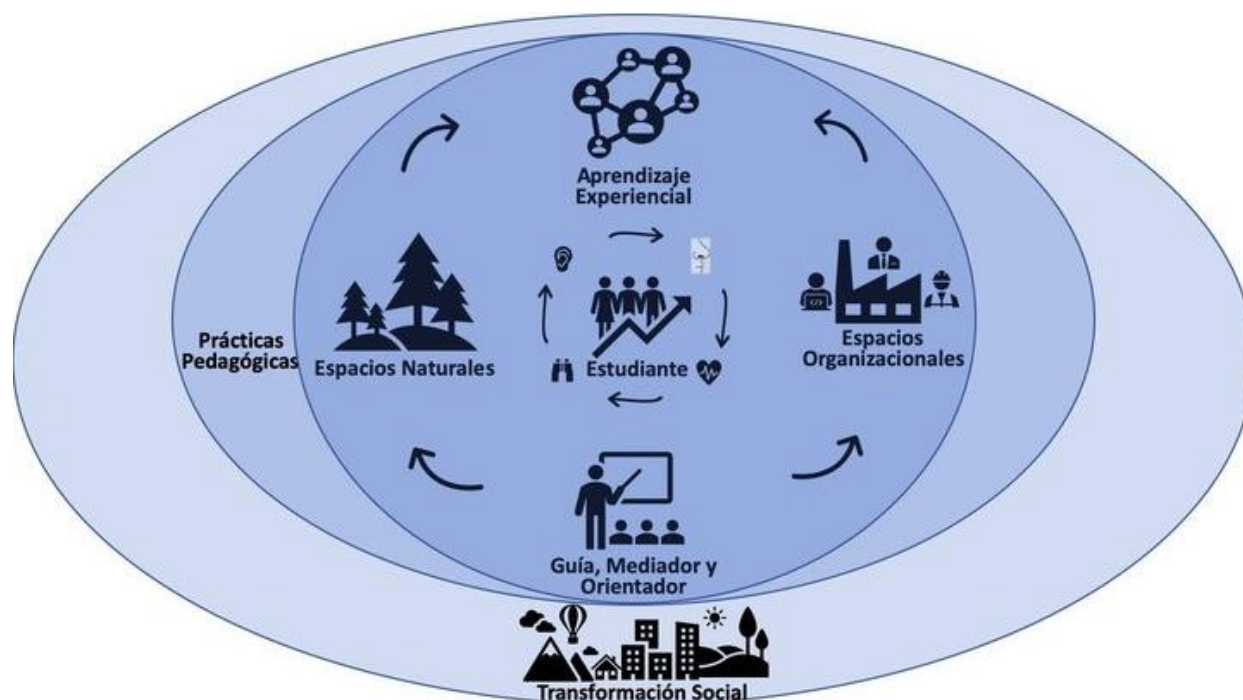 Aprendizaje
Experiencial
Prácticas
Pedagógicas
Espacios Naturales
Estudiante
Espacios
Organizacionales
Guía, Mediador y
Orientador
Transformación Social